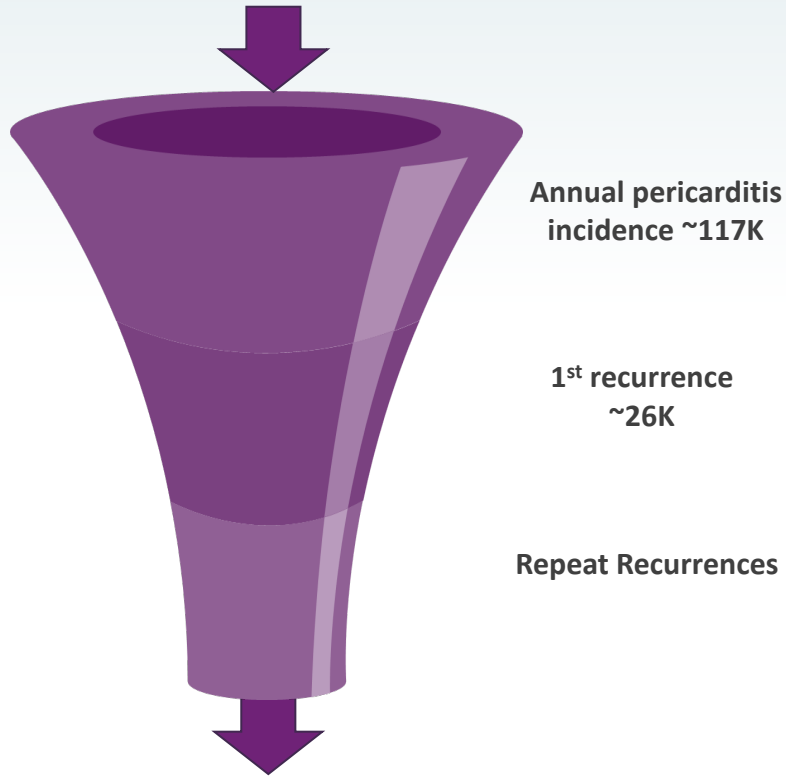 Annual pericarditis
incidence ~117K
1st recurrence
~26K
Repeat Recurrences